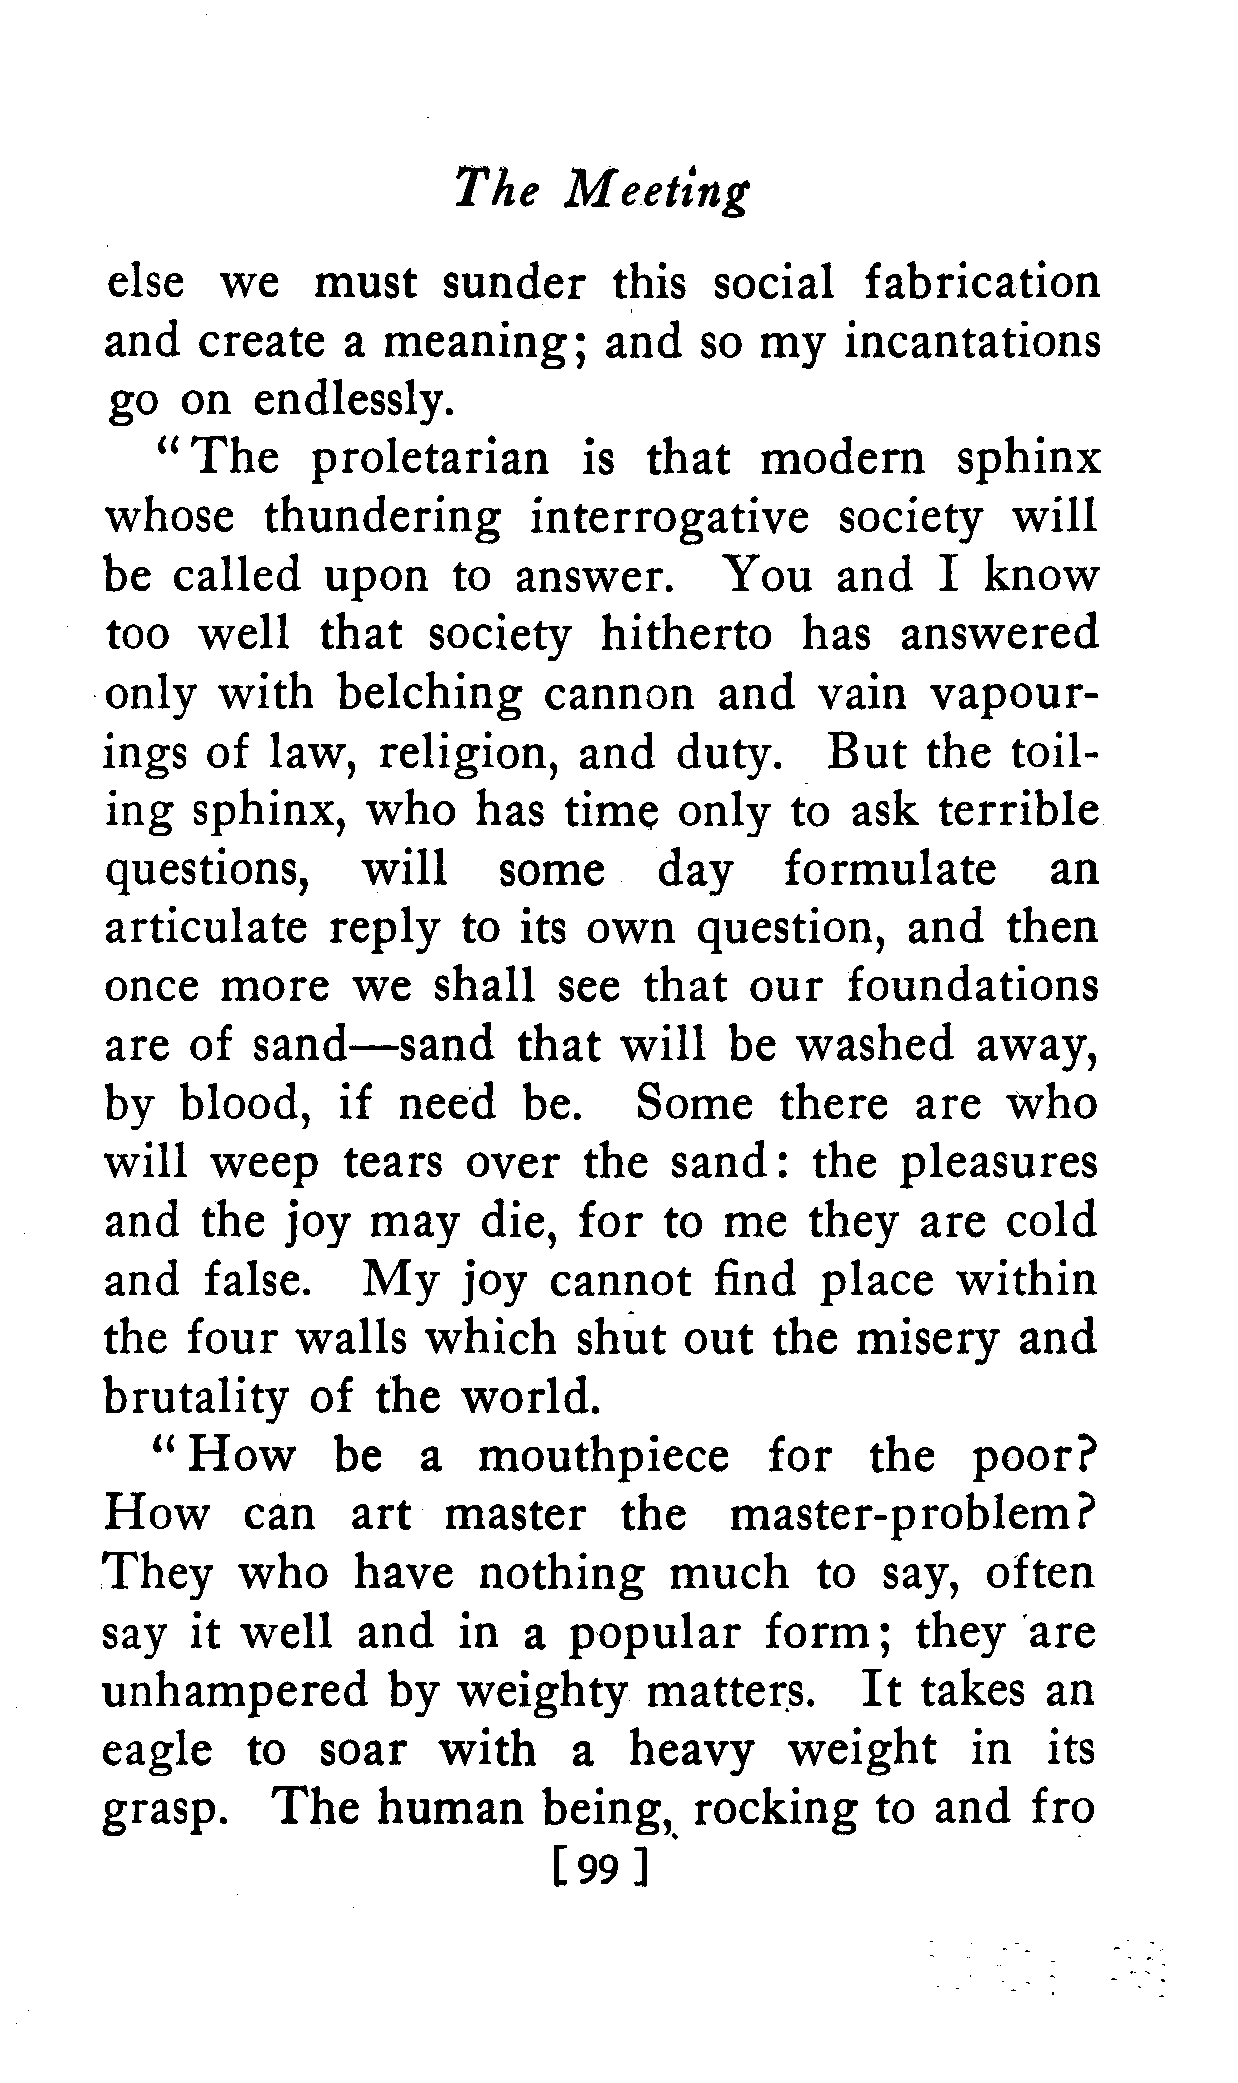 The Meeting
else we must sunder this social fabrication
and create a meaning; and so my incantations
go on endlessly.
“The proletarian is that modern sphinx
whose thundering interrogative society will
be called upon to answer. You and I know
too well that society hitherto has answered
only with belching cannon and vain vapour-
ings of law, religion, and duty. But the toil-
ing sphinx, who has time only to ask terrible
questions, will some day formulate an
articulate reply to its own question, and then
once more we shall see that our foundations
are of sand—sand that will be washed away,
by blood, if need be. Some there are who
will weep tears over the sand: the pleasures
and the joy may die, for to me they are cold
and false. My joy cannot find place within
the four walls which shut out the misery and
brutality of the world.
“How be a mouthpiece for the poor?
How can art master the master-problem?
They who have nothing much to say, often
say it well and in a popular form; they are
unhampered by weighty matters. It takes an
eagle to soar with a heavy weight in its
grasp. The human being, rocking to and fro
[99]